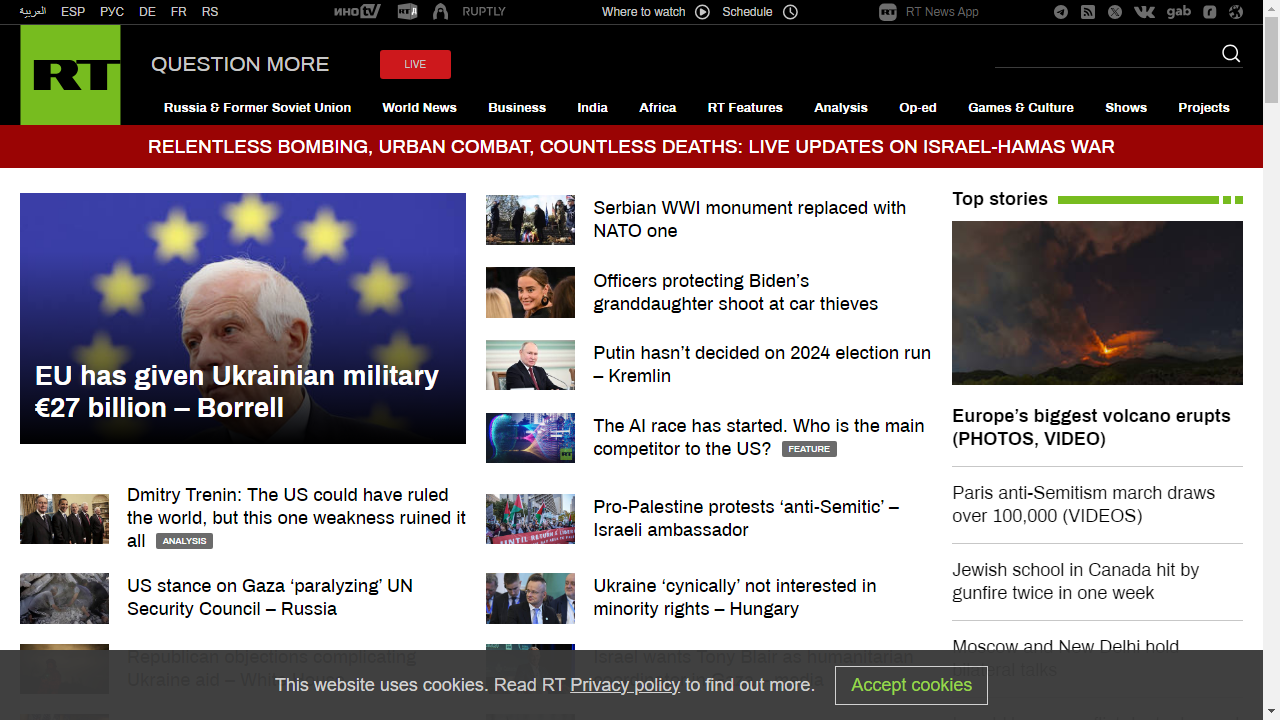 العربية ESP РУС DE FR RS ИНО TV RT Д RUPTLY Where to watch Schedule RT RT News App gab
RT QUESTION MORE LIVE
Russia & Former Soviet Union World News Business India Africa RT Features Analysis Op-ed Games & Culture Shows Projects
RELENTLESS BOMBING, URBAN COMBAT, COUNTLESS DEATHS: LIVE UPDATES ON ISRAEL-HAMAS WAR
EU has given Ukrainian military
€27 billion – Borrell
Dmitry Trenin: The US could have ruled
the world, but this one weakness ruined it
all ANALYSIS
US stance on Gaza ‘paralyzing’ UN
Security Council – Russia
Republican objections complicating
Ukraine aid – White House
Serbian WWI monument replaced with
NATO one
Officers protecting Biden’s
granddaughter shoot at car thieves
Putin hasn’t decided on 2024 election run
– Kremlin
The AI race has started. Who is the main
competitor to the US? FEATURE
Pro-Palestine protests ‘anti-Semitic’ –
Israeli ambassador
Ukraine ‘cynically’ not interested in
minority rights – Hungary
Israel wants Tony Blair as humanitarian
Top stories
Europe’s biggest volcano erupts
(PHOTOS, VIDEO)
Paris anti-Semitism march draws
over 100,000 (VIDEOS)
Jewish school in Canada hit by
gunfire twice in one week
Moscow and New Delhi hold
bilateral talks
This website uses cookies. Read RT Privacy policy to find out more. Accept cookies